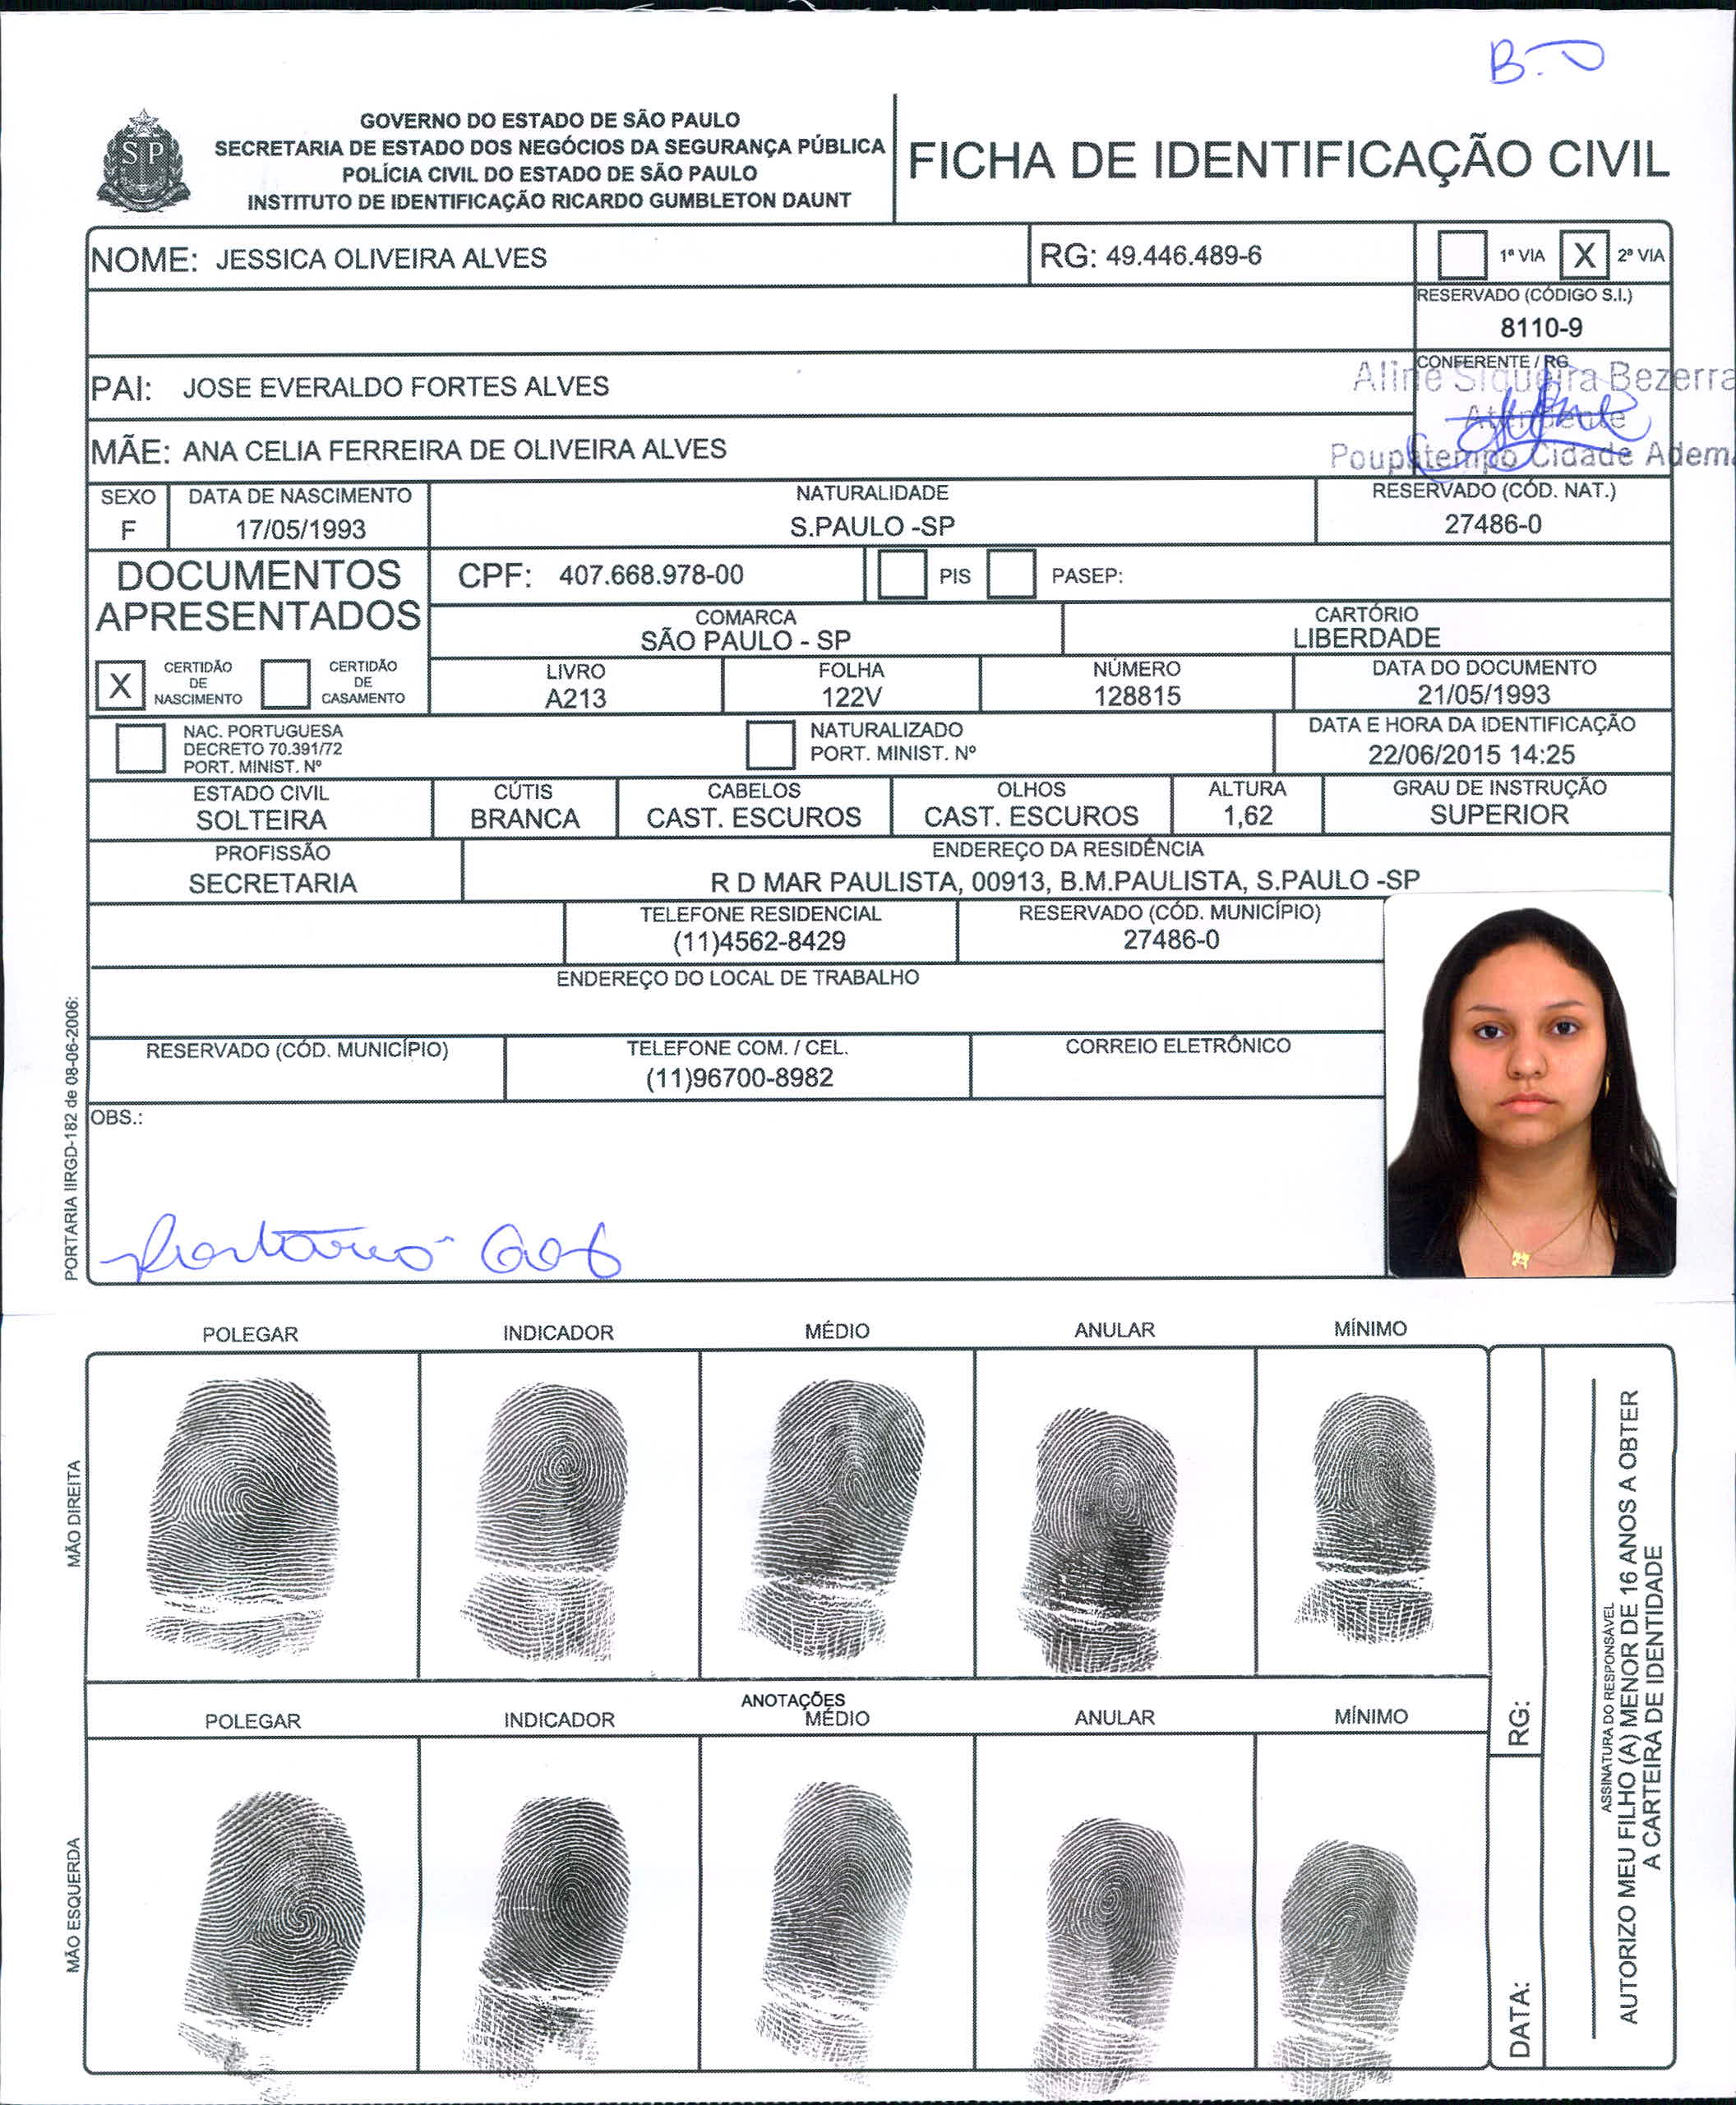 B.O
GOVERNO DO ESTADO DE SÃO PAULO
SECRETARIA DE ESTADO DOS NEGÓCIOS DA SEGURANÇA PÚBLICA
POLÍCIA CIVIL DO ESTADO DE SÃO PAULO
INSTITUTO DE IDENTIFICAÇÃO RICARDO GUMBLETON DAUNT
SP
FICHA DE IDENTIFICAÇÃO CIVIL
NOME: JESSICA OLIVEIRA ALVES
RG: 49.446.489-6
1ª VIA X 2ª VIA
RESERVADO (CÓDIGO S.I.)
8110-9
PAI: JOSE EVERALDO FORTES ALVES
CONFERENTE / RG
Aline Siqueira Bezerra
Atendente
Poupatempo Cidade Adema
MÃE: ANA CELIA FERREIRA DE OLIVEIRA ALVES
SEXO
F
DATA DE NASCIMENTO
17/05/1993
NATURALIDADE
S.PAULO -SP
RESERVADO (CÓD. NAT.)
27486-0
DOCUMENTOS
APRESENTADOS
CPF: 407.668.978-00
PIS
PASEP:
COMARCA
SÃO PAULO - SP
CARTÓRIO
LIBERDADE
X CERTIDÃO
DE
NASCIMENTO
CERTIDÃO
DE
CASAMENTO
LIVRO
A213
FOLHA
122V
NÚMERO
128815
DATA DO DOCUMENTO
21/05/1993
NAC. PORTUGUESA
DECRETO 70.391/72
PORT. MINIST. Nº
NATURALIZADO
PORT. MINIST. Nº
DATA E HORA DA IDENTIFICAÇÃO
22/06/2015 14:25
ESTADO CIVIL
SOLTEIRA
CÚTIS
BRANCA
CABELOS
CAST. ESCUROS
OLHOS
CAST. ESCUROS
ALTURA
1,62
GRAU DE INSTRUÇÃO
SUPERIOR
PROFISSÃO
SECRETARIA
ENDEREÇO DA RESIDÊNCIA
R D MAR PAULISTA, 00913, B.M.PAULISTA, S.PAULO -SP
TELEFONE RESIDENCIAL
(11)4562-8429
RESERVADO (CÓD. MUNICÍPIO)
27486-0
ENDEREÇO DO LOCAL DE TRABALHO
RESERVADO (CÓD. MUNICÍPIO)
TELEFONE COM. / CEL.
(11)96700-8982
CORREIO ELETRÔNICO
OBS.:
PORTARIA IIRGD-182 de 08-06-2006:
POLEGAR
INDICADOR
MÉDIO
ANULAR
MÍNIMO
MÃO DIREITA
ANOTAÇÕES
POLEGAR
INDICADOR
MÉDIO
ANULAR
MÍNIMO
MÃO ESQUERDA
RG:
DATA:
ASSINATURA DO RESPONSÁVEL
AUTORIZO MEU FILHO (A) MENOR DE 16 ANOS A OBTER
A CARTEIRA DE IDENTIDADE